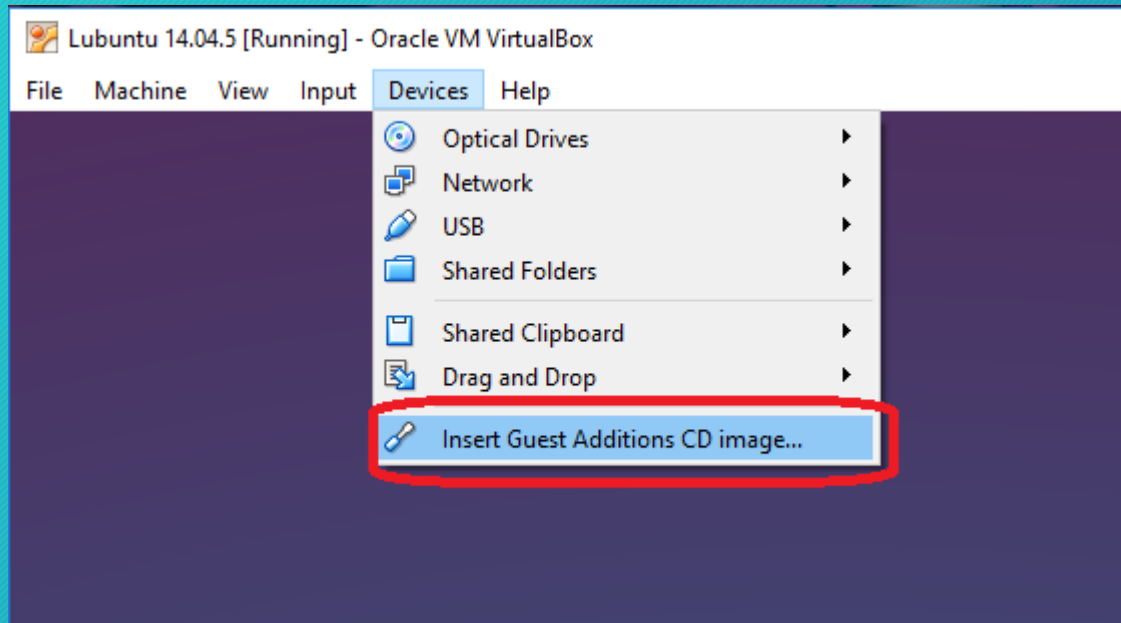 Lubuntu 14.04.5 [Running] - Oracle VM VirtualBox
File Machine View Input Devices Help
Optical Drives
Network
USB
Shared Folders
Shared Clipboard
Drag and Drop
Insert Guest Additions CD image...